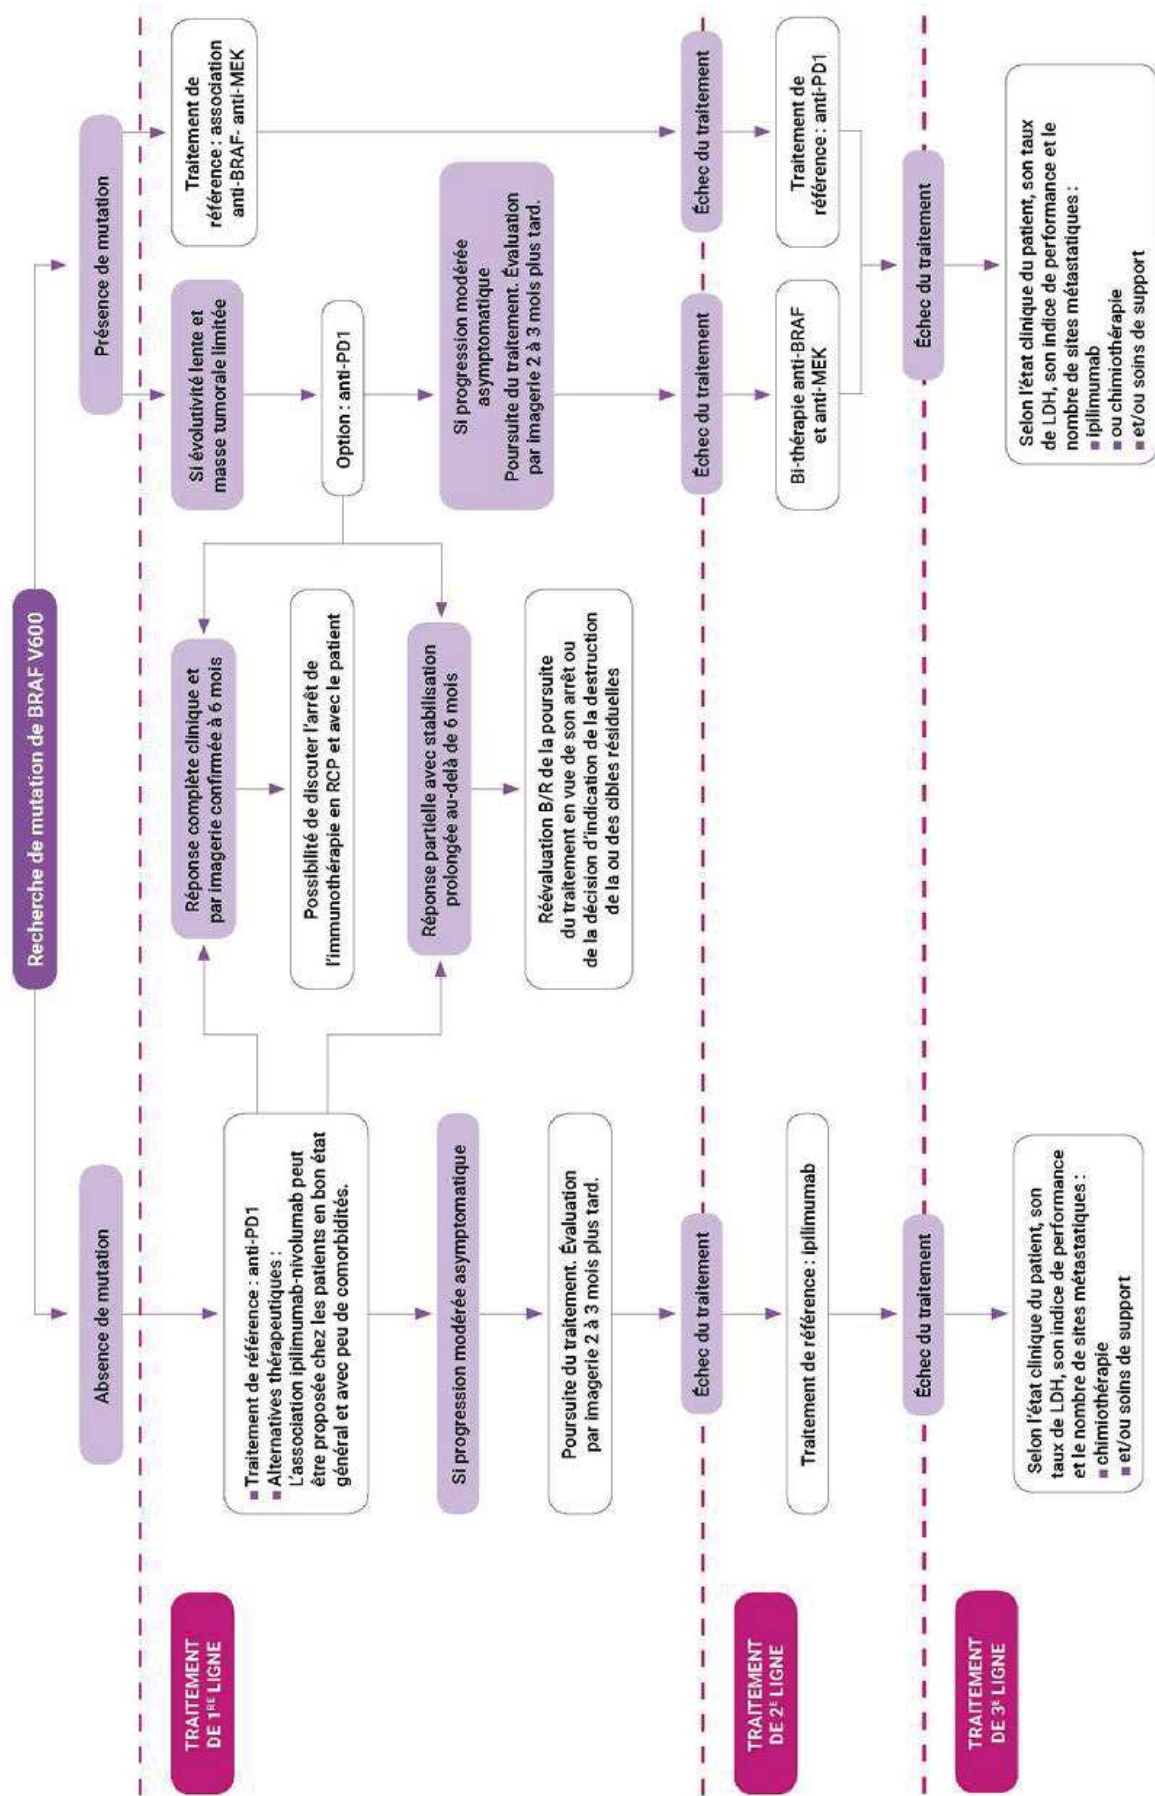 Recherche de mutation de BRAF V600
Absence de mutation
Présence de mutation
TRAITEMENT
DE 1RE LIGNE
■ Traitement de référence : anti-PD1
■ Alternatives thérapeutiques :
L'association ipilimumab-nivolumab peut
être proposée chez les patients en bon état
général et avec peu de comorbidités.
Réponse complète clinique et
par imagerie confirmée à 6 mois
Possibilité de discuter l'arrêt de
l'immunothérapie en RCP et avec le patient
Si évolutivité lente et
masse tumorale limitée
Traitement de
référence : association
anti-BRAF- anti-MEK
Option : anti-PD1
Si progression modérée asymptomatique
Poursuite du traitement. Évaluation
par imagerie 2 à 3 mois plus tard.
Réponse partielle avec stabilisation
prolongée au-delà de 6 mois
Réévaluation B/R de la poursuite
du traitement en vue de son arrêt ou
de la décision d'indication de la destruction
de la ou des cibles résiduelles
Si progression modérée
asymptomatique
Poursuite du traitement. Évaluation
par imagerie 2 à 3 mois plus tard.
Échec du traitement
Échec du traitement
Échec du traitement
TRAITEMENT
DE 2E LIGNE
Traitement de référence : ipilimumab
Bi-thérapie anti-BRAF
et anti-MEK
Traitement de
référence : anti-PD1
Échec du traitement
Échec du traitement
TRAITEMENT
DE 3E LIGNE
Selon l'état clinique du patient, son
taux de LDH, son indice de performance
et le nombre de sites métastatiques :
■ chimiothérapie
■ et/ou soins de support
Selon l'état clinique du patient, son taux
de LDH, son indice de performance et le
nombre de sites métastatiques :
■ ipilimumab
■ ou chimiothérapie
■ et/ou soins de support